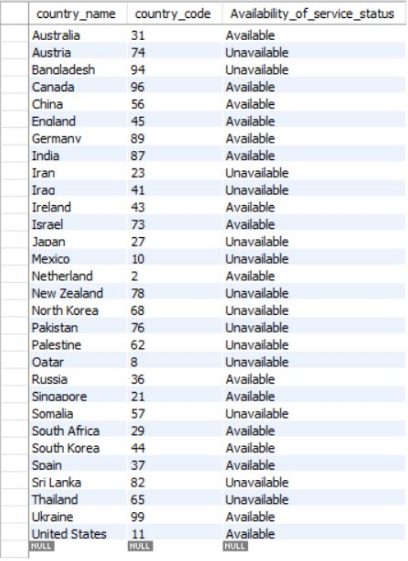 country_name country_code Availability_of_service_status
Australia 31 Available
Austria 74 Unavailable
Bangladesh 94 Unavailable
Canada 96 Available
China 56 Available
England 45 Available
Germany 89 Available
India 87 Available
Iran 23 Unavailable
Iraq 41 Unavailable
Ireland 43 Available
Israel 73 Available
Japan 27 Unavailable
Mexico 10 Unavailable
Netherland 2 Available
New Zealand 78 Unavailable
North Korea 68 Unavailable
Pakistan 76 Unavailable
Palestine 62 Unavailable
Qatar 8 Unavailable
Russia 36 Available
Singapore 21 Available
Somalia 57 Unavailable
South Africa 29 Available
South Korea 44 Available
Spain 37 Available
Sri Lanka 82 Unavailable
Thailand 65 Unavailable
Ukraine 99 Available
United States 11 Available
NULL NULL NULL